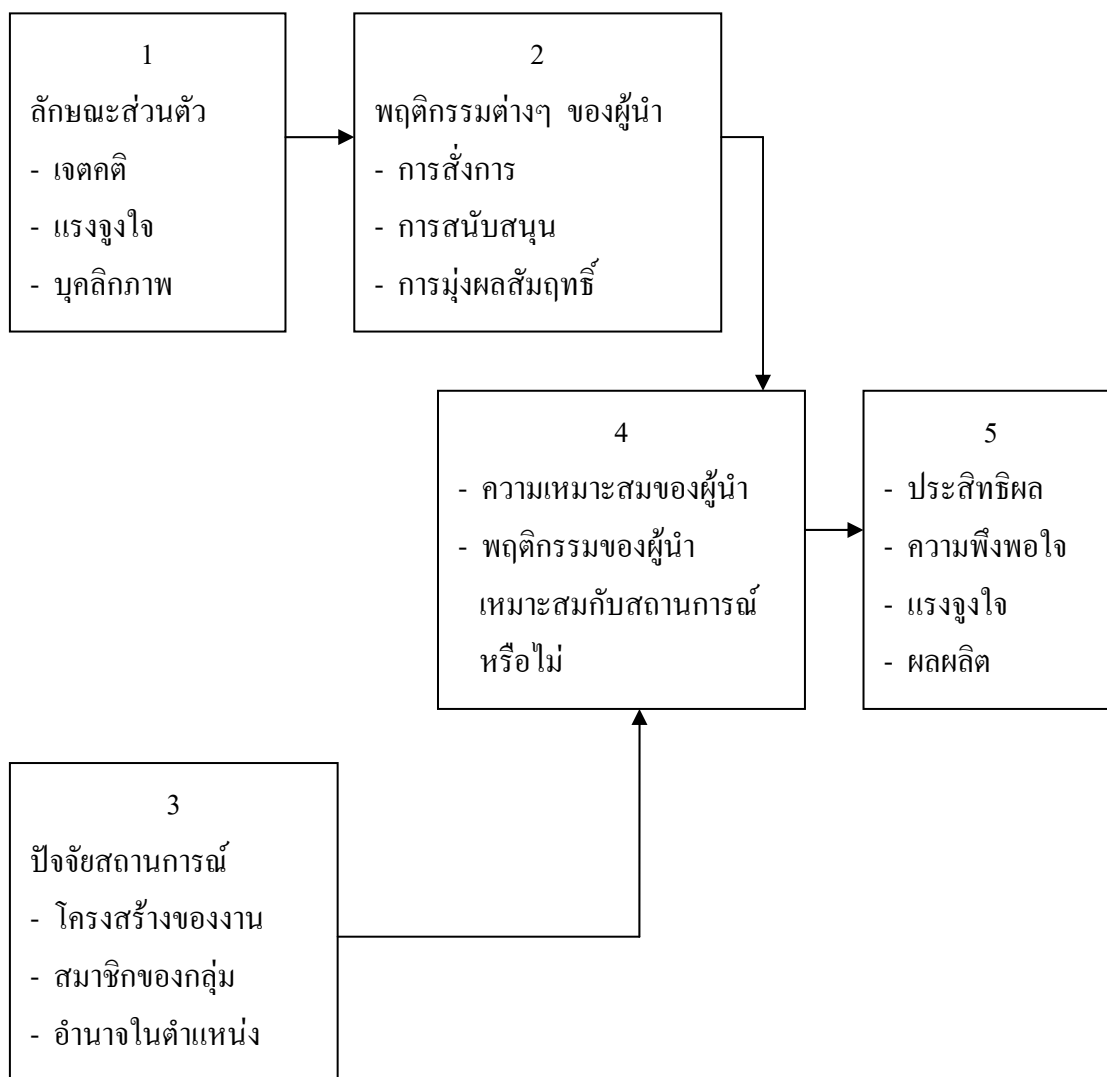 1
ลักษณะส่วนตัว
- เจตคติ
- แรงจูงใจ
- บุคลิกภาพ
2
พฤติกรรมต่างๆ ของผู้นำ
- การสั่งการ
- การสนับสนุน
- การมุ่งผลสัมฤทธิ์
4
- ความเหมาะสมของผู้นำ
- พฤติกรรมของผู้นำ
เหมาะสมกับสถานการณ์
หรือไม่
5
- ประสิทธิผล
- ความพึงพอใจ
- แรงจูงใจ
- ผลผลิต
3
ปัจจัยสถานการณ์
- โครงสร้างของงาน
- สมาชิกของกลุ่ม
- อำนาจในตำแหน่ง